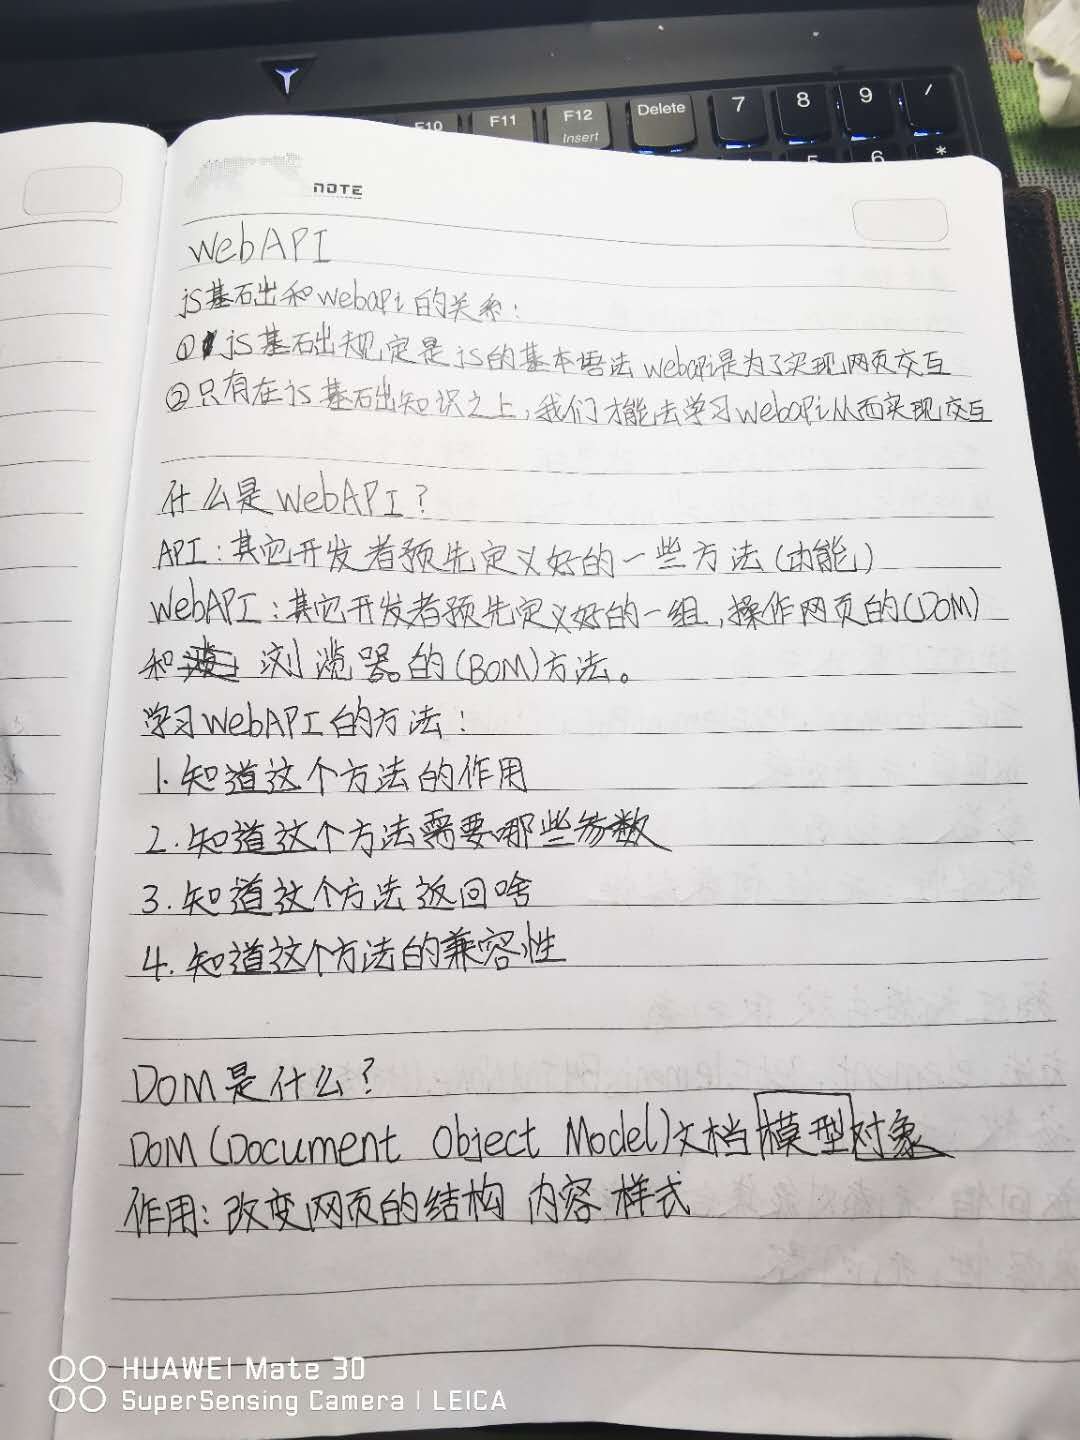 F10 F11 F12 Delete 7 8 9 /
Insert 5 6 *
NOTE
WebAPI
js基础和webapi的关系:
① js基础规定是js的基本语法 webapi是为了实现网页交互
②只有在js基础知识之上,我们才能去学习webapi从而实现交互
什么是WebAPI?
API:其它开发者预先定义好的一些方法(功能)
WebAPI:其它开发者预先定义好的一组,操作网页的(DOM)
和 浏览器的(BOM)方法。
学习WebAPI的方法:
1.知道这个方法的作用
2.知道这个方法需要哪些参数
3.知道这个方法返回啥
4.知道这个方法的兼容性
DOM是什么?
DOM(Document Object Model)文档模型对象
作用:改变网页的结构 内容 样式
HUAWEI Mate 30
SuperSensing Camera | LEICA